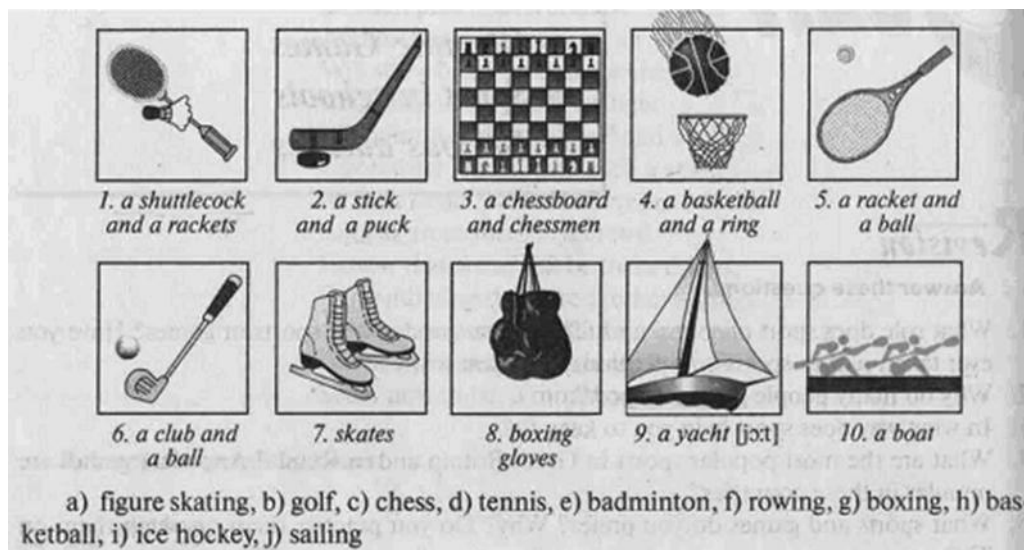 1. a shuttlecock
and a rackets
2. a stick
and a puck
3. a chessboard
and chessmen
4. a basketball
and a ring
5. a racket and
a ball
6. a club and
a ball
7. skates
8. boxing
gloves
9. a yacht [jɔːt]
10. a boat
a) figure skating, b) golf, c) chess, d) tennis, e) badminton, f) rowing, g) boxing, h) bas-
ketball, i) ice hockey, j) sailing